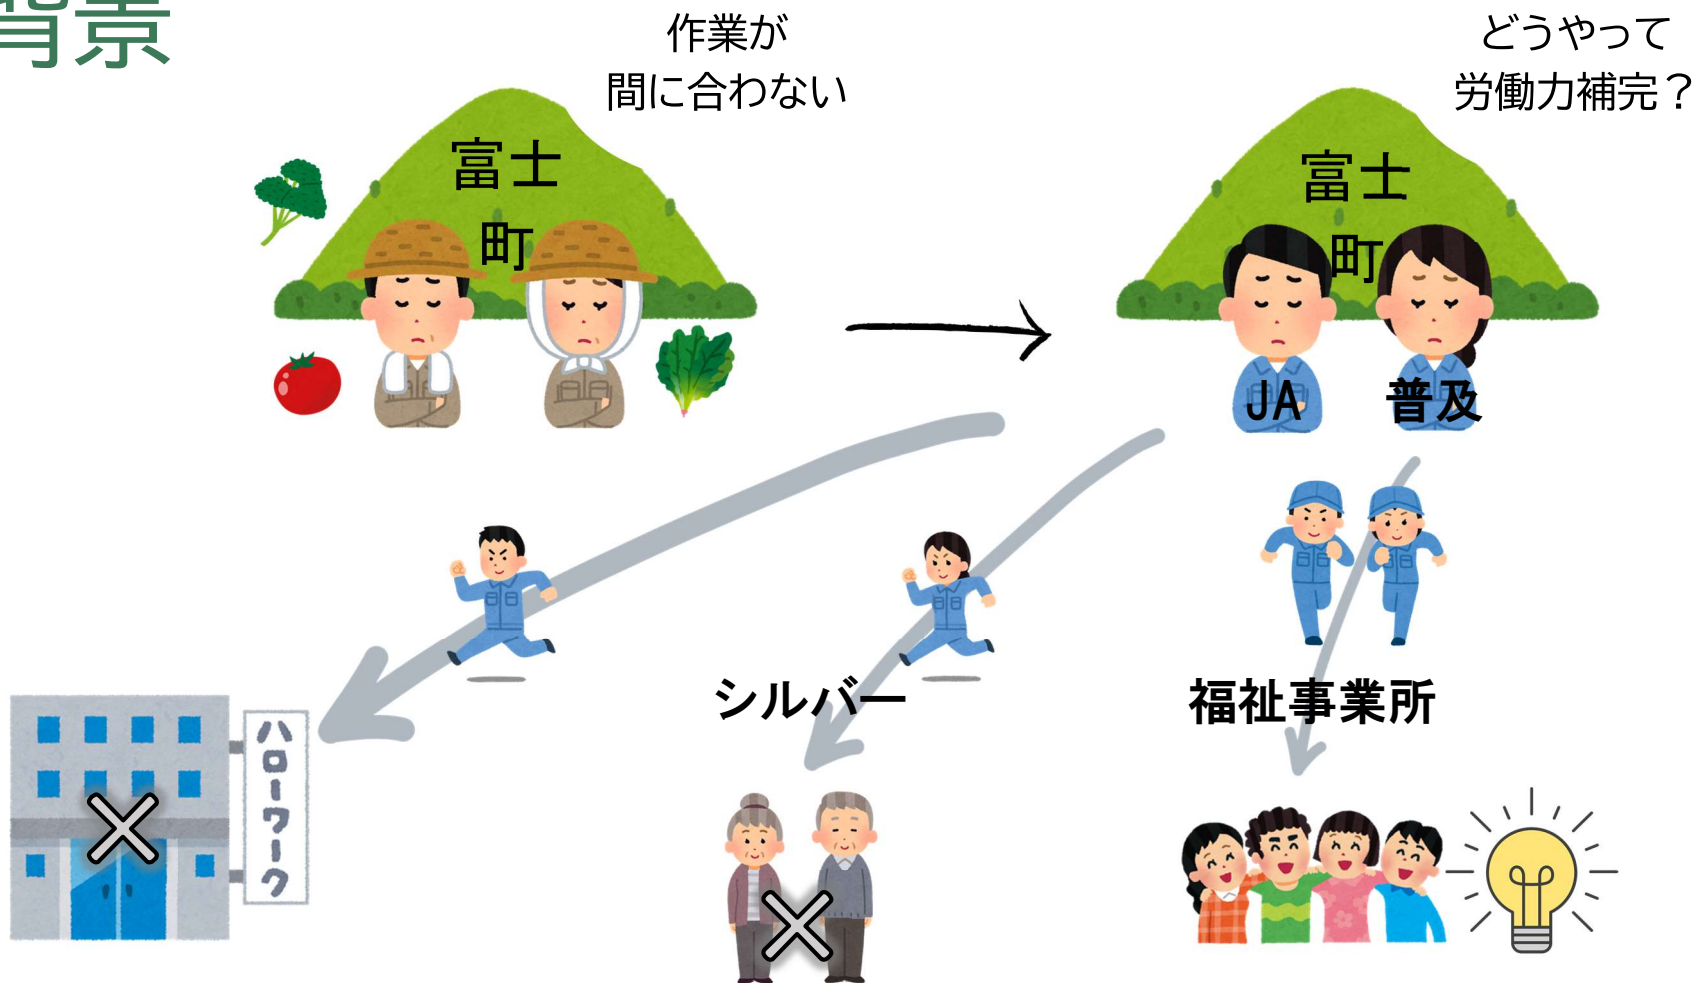 背景
作業が
間に合わない
どうやって
労働力補完？
富士
町
富士
町
JA
普及
シルバー
福祉事業所
ハローワーク